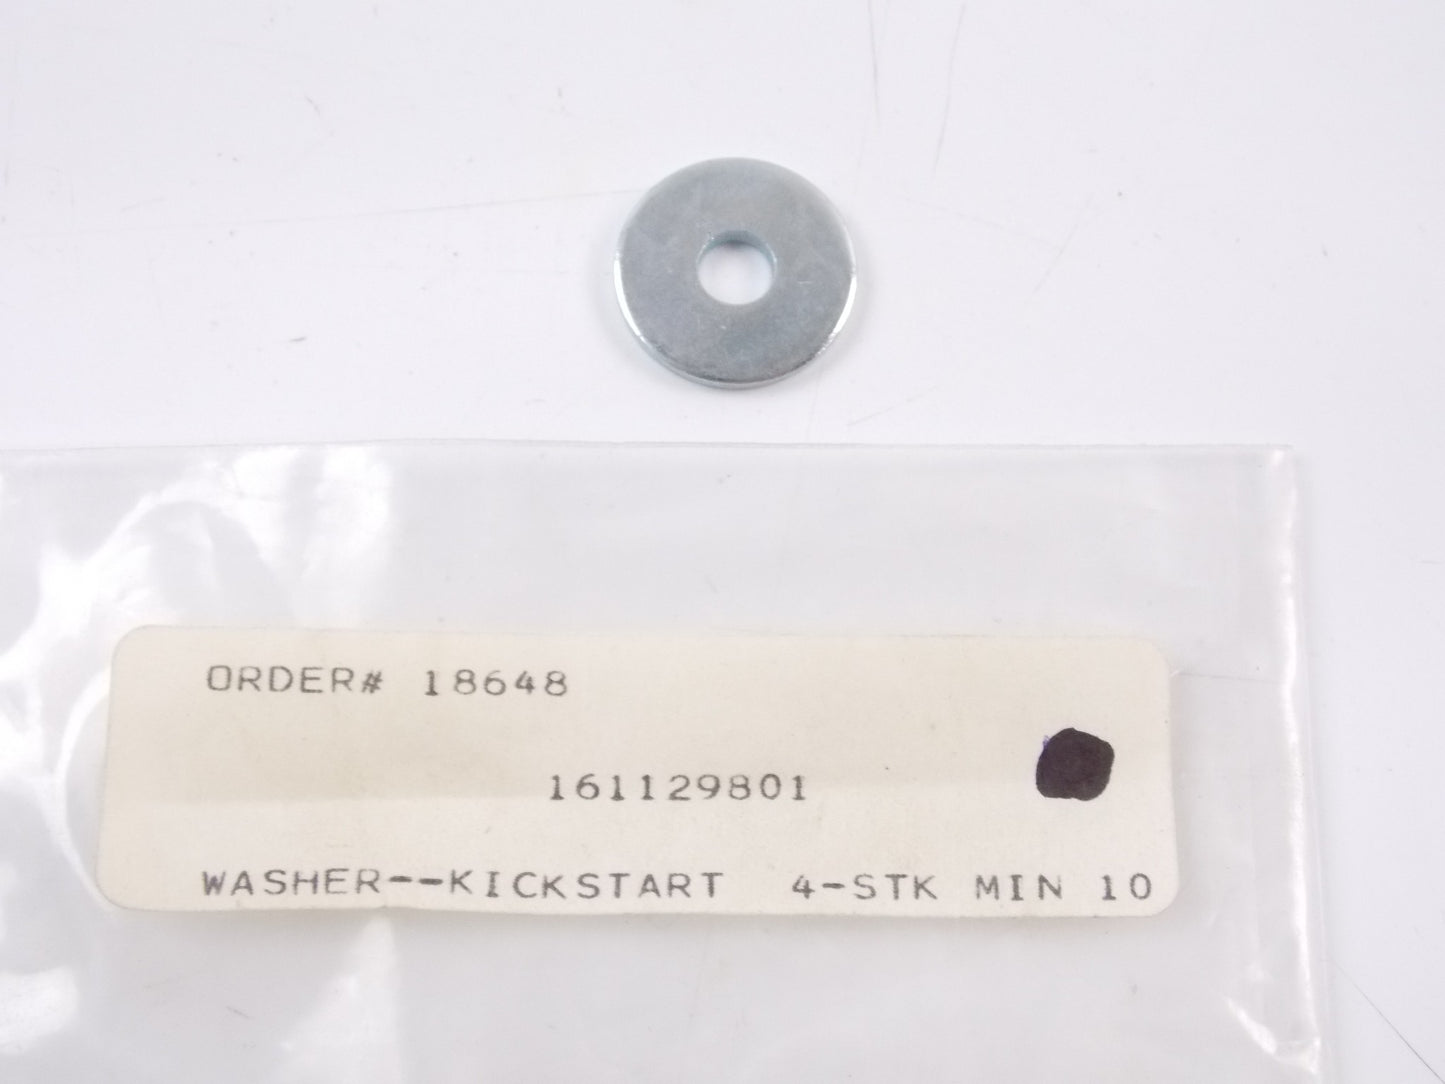 ORDER# 18648
161129801
WASHER--KICKSTART 4-STK MIN 10